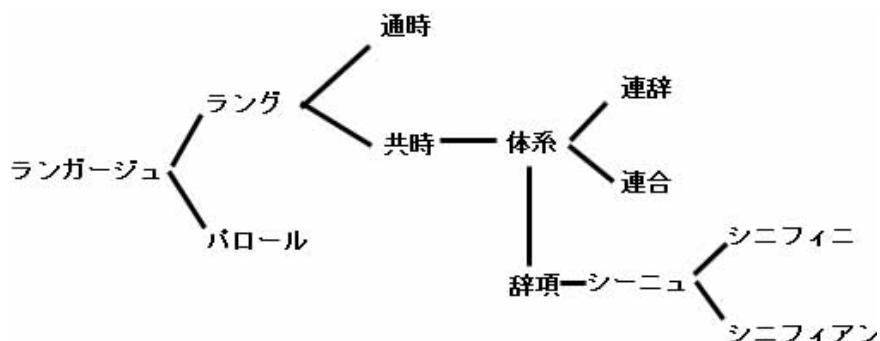 通時
ラング
連辞
共時
体系
ランガージュ
連合
パロール
シニフィニ
辞項
シーニュ
シニフィアン